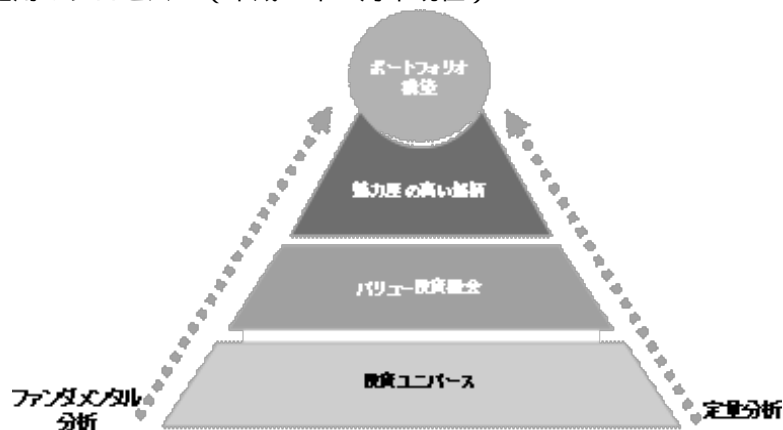 ポートフォリオ
構築
魅力度の高い銘柄
バリュー投資機会
投資ユニバース
ファンダメンタル
分析
定量分析